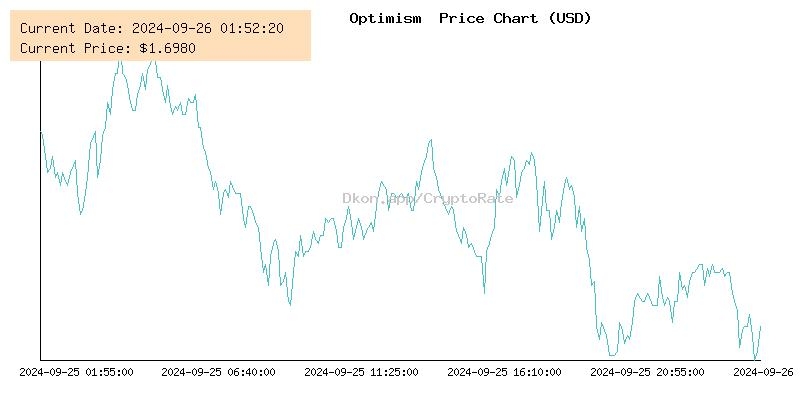 Optimism  Price Chart (USD)
Current Date: 2024-09-26 01:52:20
Current Price: $1.6980
Dkon.app/CryptoRate
2024-09-25 01:55:00 2024-09-25 06:40:00 2024-09-25 11:25:00 2024-09-25 16:10:00 2024-09-25 20:55:00 2024-09-26